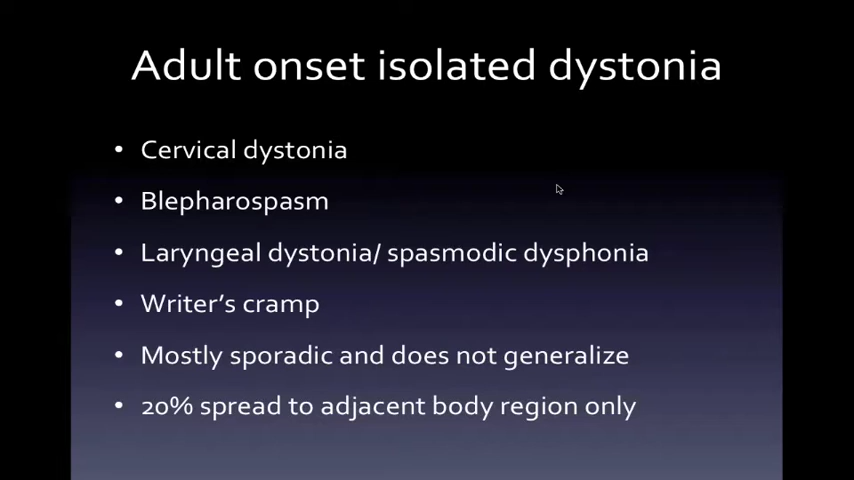 Adult onset isolated dystonia
• Cervical dystonia
• Blepharospasm
• Laryngeal dystonia/ spasmodic dysphonia
• Writer’s cramp
• Mostly sporadic and does not generalize
• 20% spread to adjacent body region only